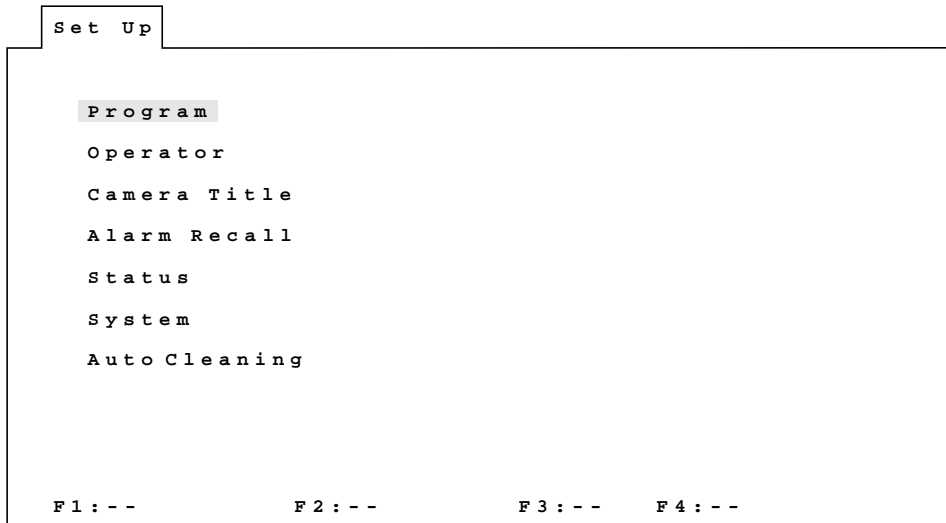 Set Up
Program
Operator
Camera Title
Alarm Recall
Status
System
Auto Cleaning
F1:-- F2:-- F3:-- F4:--